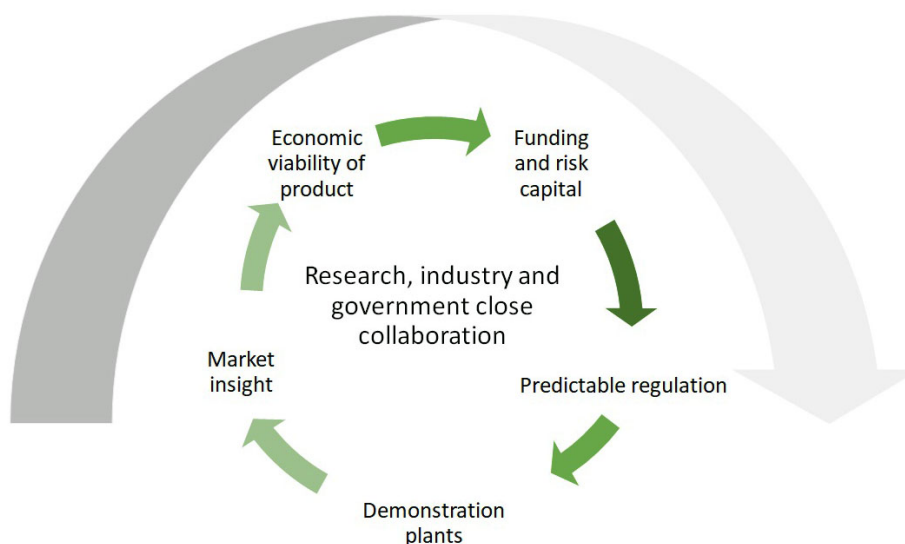 Economic
viability of
product
Funding
and risk
capital
Research, industry and
government close
collaboration
Market
insight
Predictable regulation
Demonstration
plants